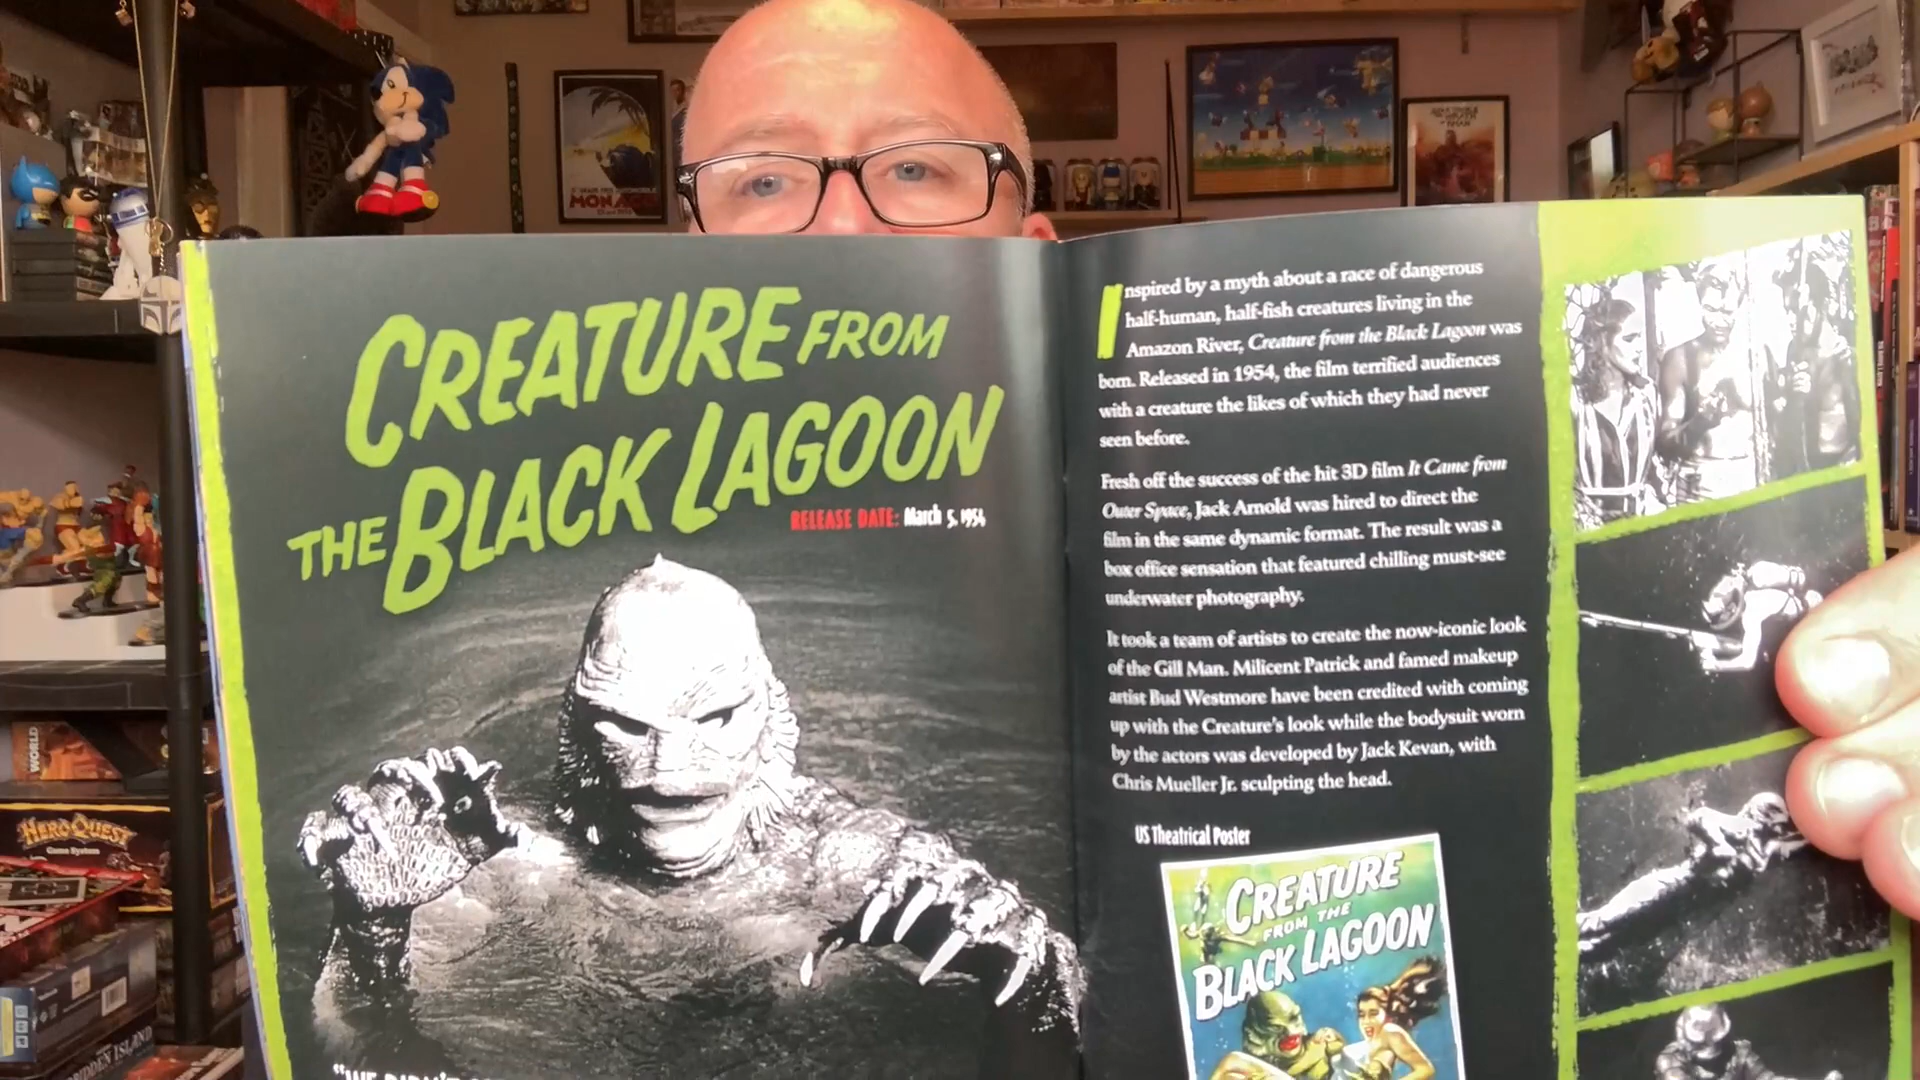 CREATURE FROM
THE BLACK LAGOON
RELEASE DATE: March 5, 1954
Inspired by a myth about a race of dangerous
half-human, half-fish creatures living in the
Amazon River, Creature from the Black Lagoon was
born. Released in 1954, the film terrified audiences
with a creature the likes of which they had never
seen before.
Fresh off the success of the hit 3D film It Came from
Outer Space, Jack Arnold was hired to direct the
film in the same dynamic format. The result was a
box office sensation that featured chilling must-see
underwater photography.
It took a team of artists to create the now-iconic look
of the Gill Man. Milicent Patrick and famed makeup
artist Bud Westmore have been credited with coming
up with the Creature's look while the bodysuit worn
by the actors was developed by Jack Kevan, with
Chris Mueller Jr. sculpting the head.
US Theatrical Poster
CREATURE
FROM THE
BLACK LAGOON
MONACO
WORLD
HEROQUEST
Game System